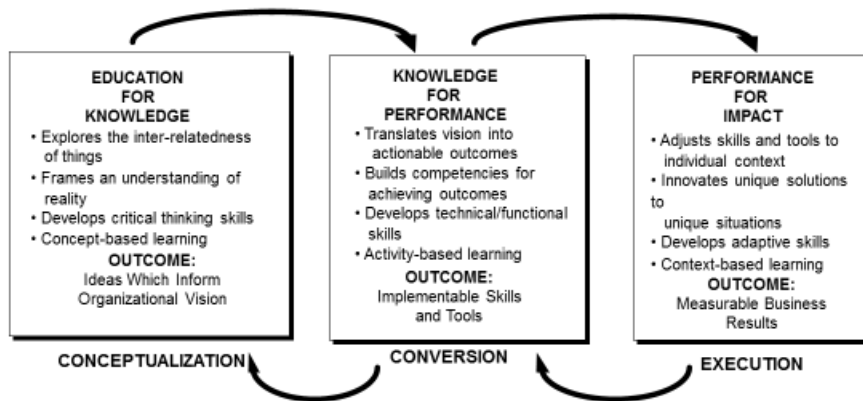 EDUCATION
FOR
KNOWLEDGE
• Explores the inter-relatedness
of things
• Frames an understanding of
reality
• Develops critical thinking skills
• Concept-based learning
OUTCOME:
Ideas Which Inform
Organizational Vision
CONCEPTUALIZATION
KNOWLEDGE
FOR
PERFORMANCE
• Translates vision into
actionable outcomes
• Builds competencies for
achieving outcomes
• Develops technical/functional
skills
• Activity-based learning
OUTCOME:
Implementable Skills
and Tools
CONVERSION
PERFORMANCE
FOR
IMPACT
• Adjusts skills and tools to
individual context
• Innovates unique solutions
to
unique situations
• Develops adaptive skills
• Context-based learning
OUTCOME:
Measurable Business
Results
EXECUTION